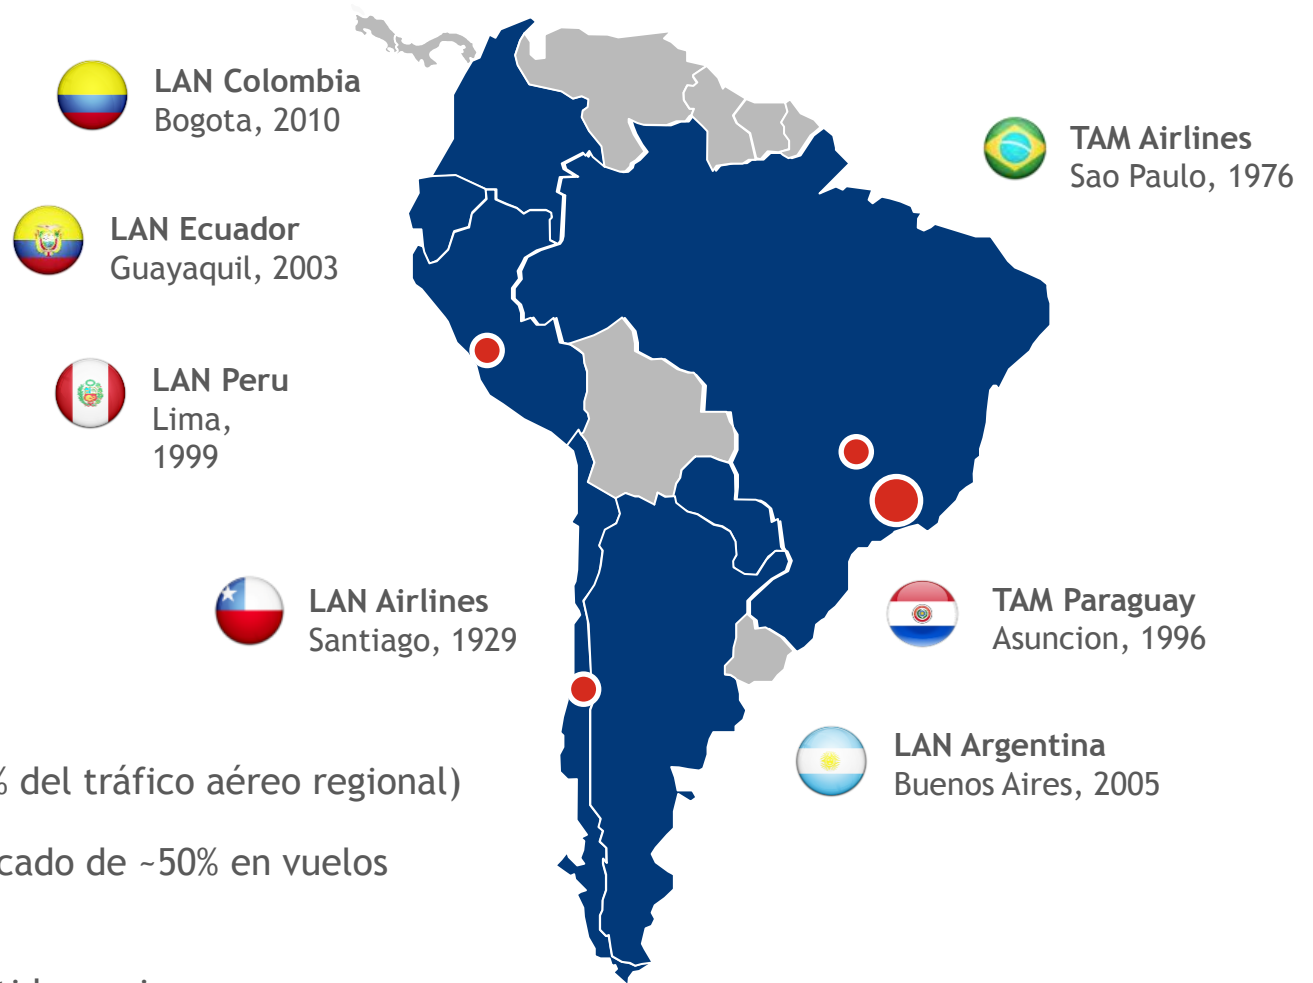 LAN Colombia
Bogota, 2010
TAM Airlines
Sao Paulo, 1976
LAN Ecuador
Guayaquil, 2003
LAN Peru
Lima,
1999
LAN Airlines
Santiago, 1929
TAM Paraguay
Asuncion, 1996
LAN Argentina
Buenos Aires, 2005
% del tráfico aéreo regional)
cado de ~50% en vuelos